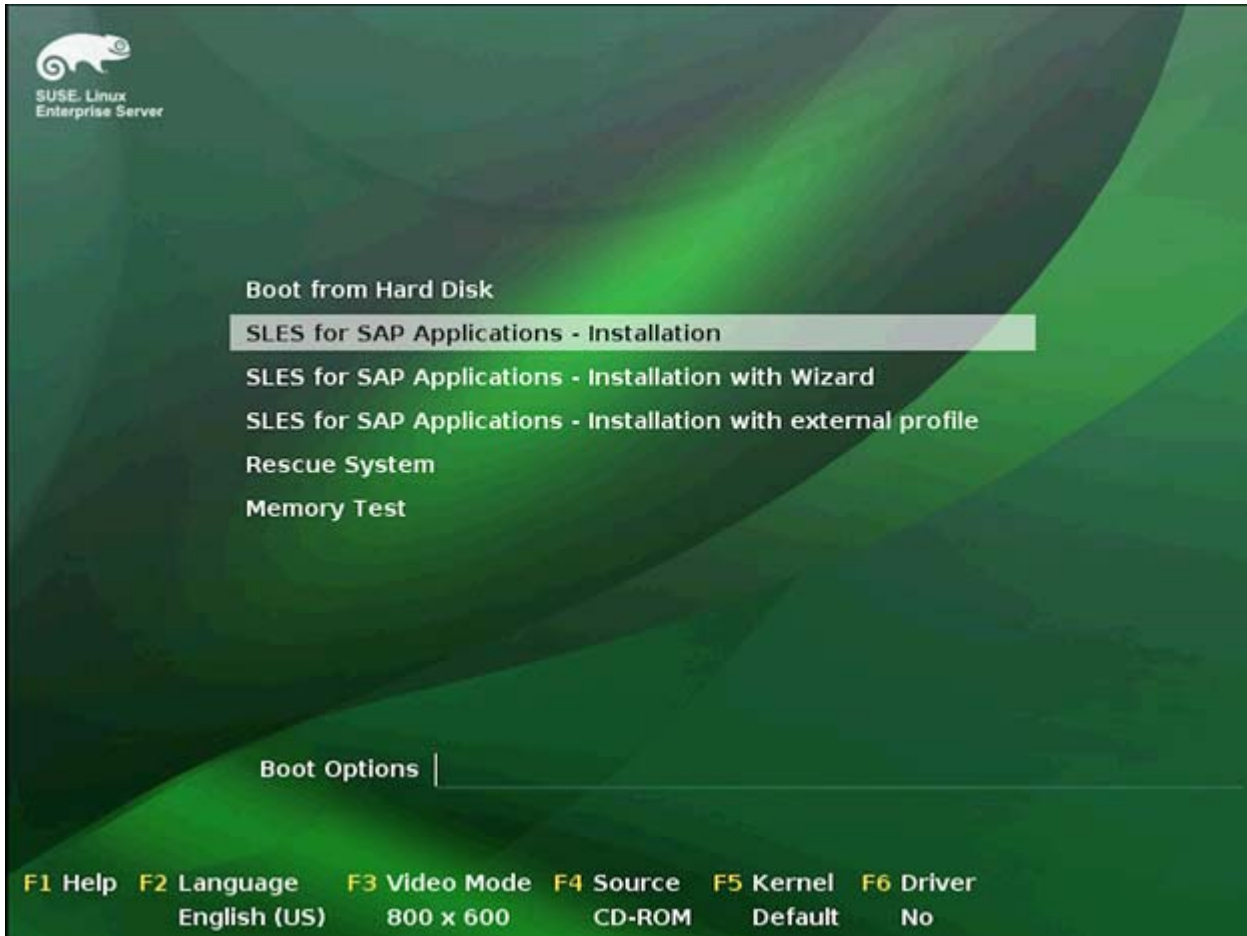 SUSE. Linux
Enterprise Server
Boot from Hard Disk
SLES for SAP Applications - Installation
SLES for SAP Applications - Installation with Wizard
SLES for SAP Applications - Installation with external profile
Rescue System
Memory Test
Boot Options
F1 Help F2 Language F3 Video Mode F4 Source F5 Kernel F6 Driver
English (US) 800 x 600 CD-ROM Default No